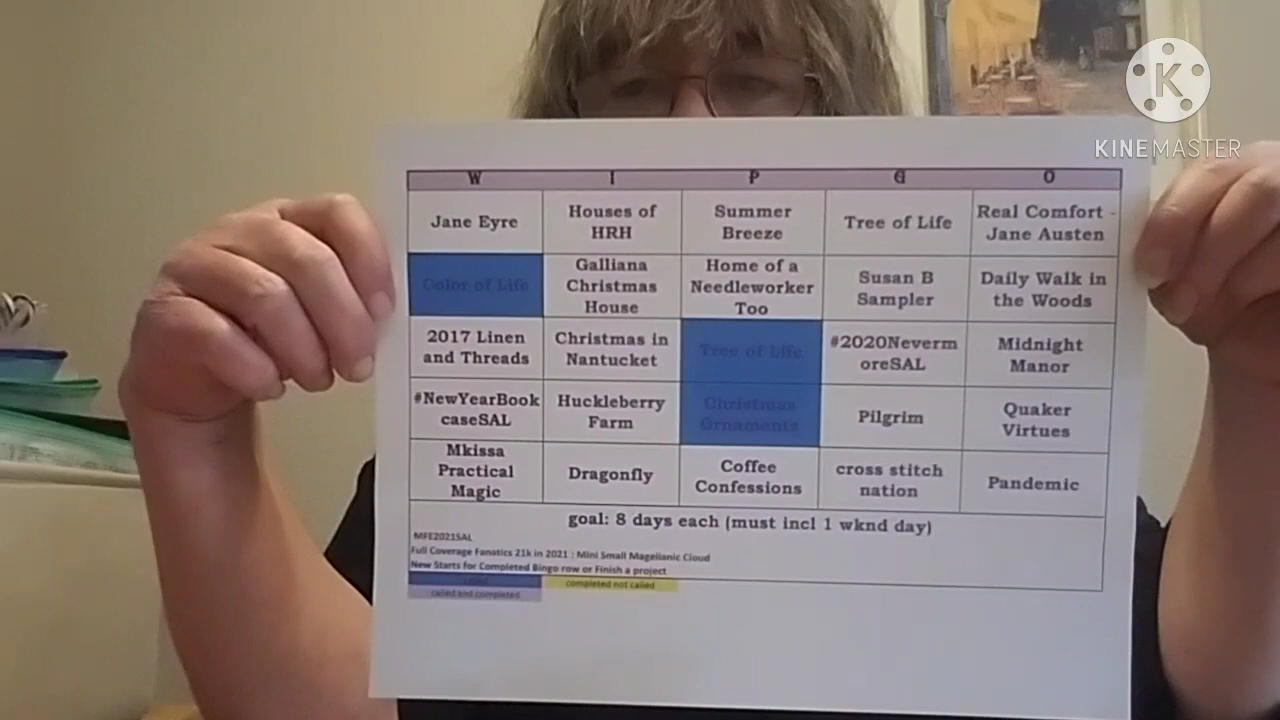 K
KINEMASTER
W I P G O
Jane Eyre
Houses of
HRH
Summer
Breeze
Tree of Life
Real Comfort -
Jane Austen
Color of Life
Galliana
Christmas
House
Home of a
Needleworker
Too
Susan B
Sampler
Daily Walk in
the Woods
2017 Linen
and Threads
Christmas in
Nantucket
Tree of Life
#2020Neverm
oreSAL
Midnight
Manor
#NewYearBook
caseSAL
Huckleberry
Farm
Christmas
Ornaments
Pilgrim
Quaker
Virtues
Mkissa
Practical
Magic
Dragonfly
Coffee
Confessions
cross stitch
nation
Pandemic
goal: 8 days each (must incl 1 wknd day)
MFE2021SAL
Full Coverage Fanatics 21k in 2021 : Mini Small Magellanic Cloud
New Starts for Completed Bingo row or Finish a project
called
completed not called
called and completed